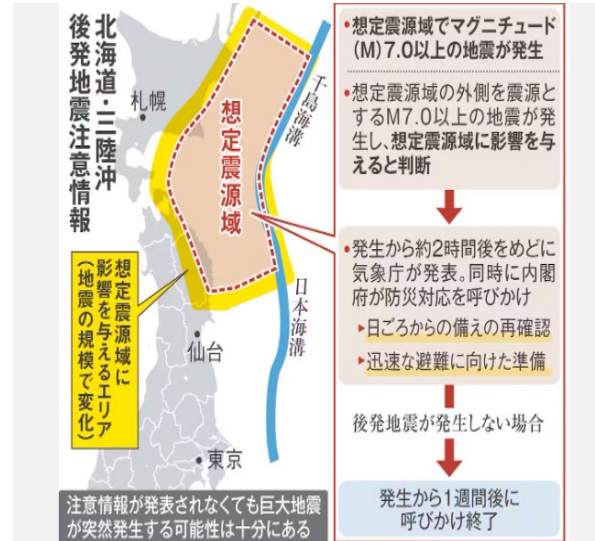 北海道・三陸沖
後発地震注意情報
札幌
千島海溝
想定震源域
日本海溝
想定震源域に
影響を与えるエリア
(地震の規模で変化)
仙台
東京
注意情報が発表されなくても巨大地震
が突然発生する可能性は十分にある
•想定震源域でマグニチュード
(M)7.0以上の地震が発生
•想定震源域の外側を震源と
するM7.0以上の地震が発
生し、想定震源域に影響を与
えると判断
•発生から約2時間後をめどに
気象庁が発表。同時に内閣
府が防災対応を呼びかけ
▶日ごろからの備えの再確認
▶迅速な避難に向けた準備
後発地震が発生しない場合
発生から1週間後に
呼びかけ終了